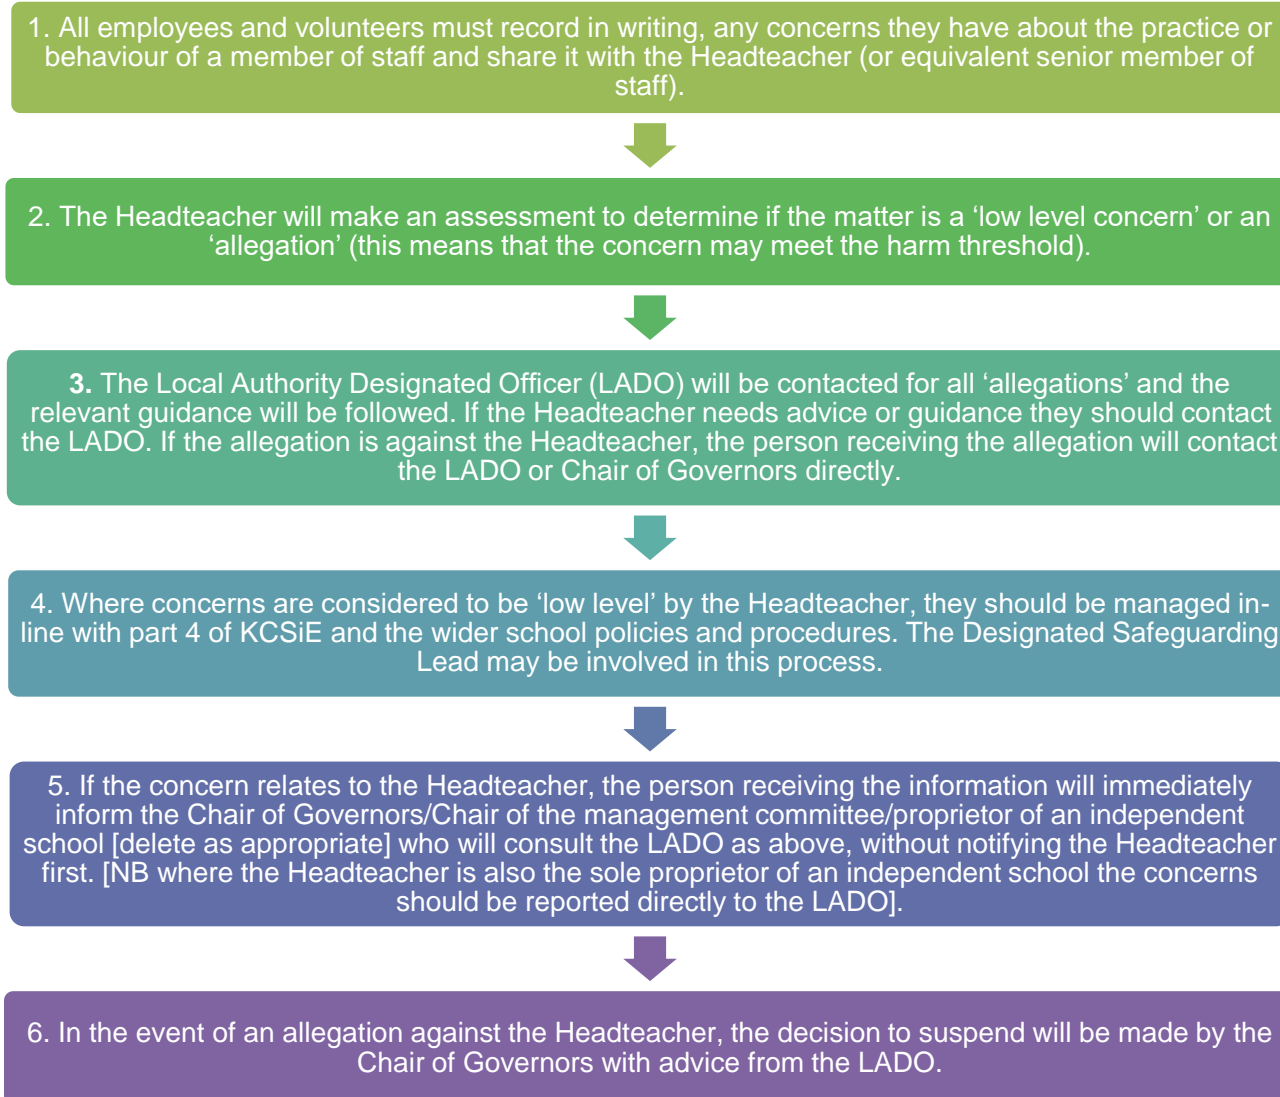 1. All employees and volunteers must record in writing, any concerns they have about the practice or
behaviour of a member of staff and share it with the Headteacher (or equivalent senior member of
staff).
2. The Headteacher will make an assessment to determine if the matter is a ‘low level concern’ or an
‘allegation’ (this means that the concern may meet the harm threshold).
3. The Local Authority Designated Officer (LADO) will be contacted for all ‘allegations’ and the
relevant guidance will be followed. If the Headteacher needs advice or guidance they should contact
the LADO. If the allegation is against the Headteacher, the person receiving the allegation will contact
the LADO or Chair of Governors directly.
4. Where concerns are considered to be ‘low level’ by the Headteacher, they should be managed in-
line with part 4 of KCSiE and the wider school policies and procedures. The Designated Safeguarding
Lead may be involved in this process.
5. If the concern relates to the Headteacher, the person receiving the information will immediately
inform the Chair of Governors/Chair of the management committee/proprietor of an independent
school [delete as appropriate] who will consult the LADO as above, without notifying the Headteacher
first. [NB where the Headteacher is also the sole proprietor of an independent school the concerns
should be reported directly to the LADO].
6. In the event of an allegation against the Headteacher, the decision to suspend will be made by the
Chair of Governors with advice from the LADO.